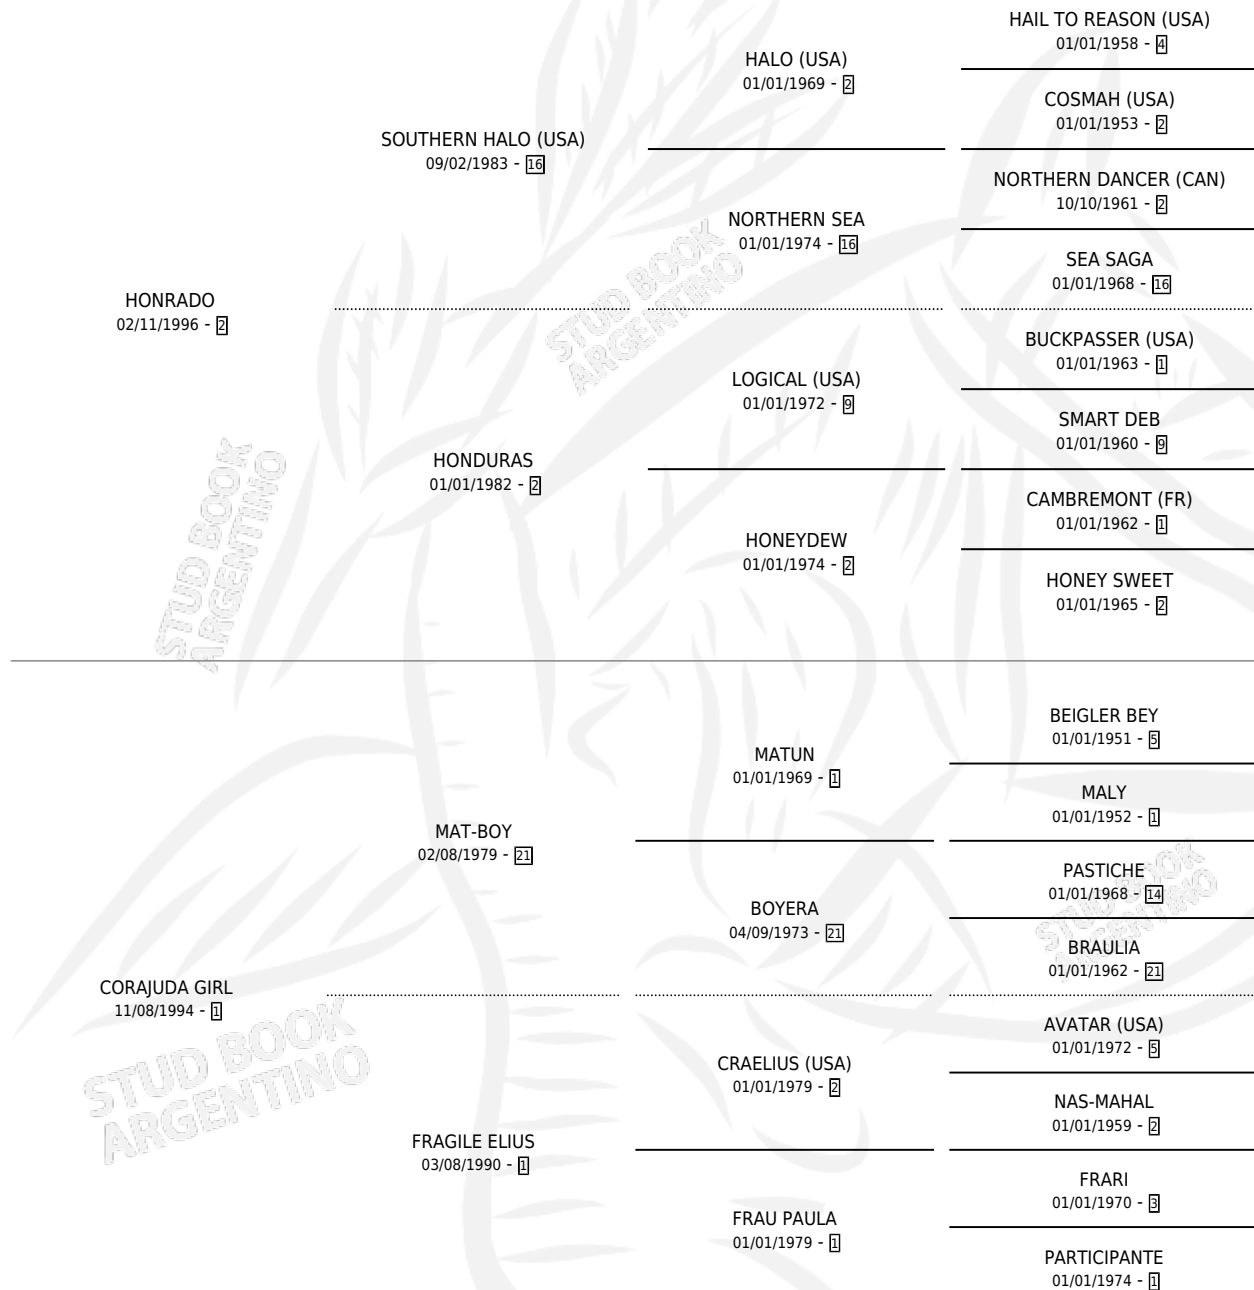 HAIL TO REASON (USA)
01/01/1958 - 4
HALO (USA)
01/01/1969 - 2
COSMAH (USA)
01/01/1953 - 2
SOUTHERN HALO (USA)
09/02/1983 - 16
NORTHERN DANCER (CAN)
10/10/1961 - 2
NORTHERN SEA
01/01/1974 - 16
SEA SAGA
01/01/1968 - 16
HONRADO
02/11/1996 - 2
BUCKPASSER (USA)
01/01/1963 - 1
LOGICAL (USA)
01/01/1972 - 9
SMART DEB
01/01/1960 - 9
HONDURAS
01/01/1982 - 2
CAMBREMONT (FR)
01/01/1962 - 1
HONEYDEW
01/01/1974 - 2
HONEY SWEET
01/01/1965 - 2
BEIGLER BEY
01/01/1951 - 5
MATUN
01/01/1969 - 1
MALY
01/01/1952 - 1
MAT-BOY
02/08/1979 - 21
PASTICHE
01/01/1968 - 14
BOYERA
04/09/1973 - 21
BRAULIA
01/01/1962 - 21
CORAJUDA GIRL
11/08/1994 - 1
AVATAR (USA)
01/01/1972 - 5
CRAELIUS (USA)
01/01/1979 - 2
NAS-MAHAL
01/01/1959 - 2
FRAGILE ELIUS
03/08/1990 - 1
FRARI
01/01/1970 - 3
FRAU PAULA
01/01/1979 - 1
PARTICIPANTE
01/01/1974 - 1
STUD BOOK
ARGENTINO
STUD BOOK
ARGENTINO
STUD BOOK
ARGENTINO
STUD BOOK
ARGENTINO